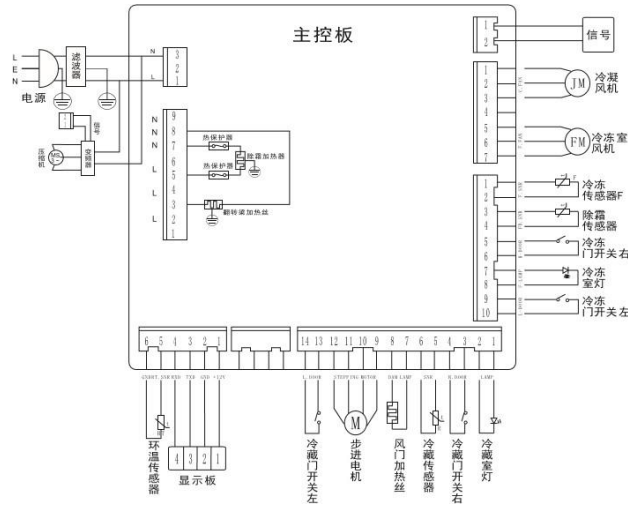 主控板
L
E
N
电源
滤波器
N
L
3
2
1
信号
压缩机
变频器
9
8
7
6
5
4
3
2
1
N
N
N
L
L
L
热保护器
热保护器
除霜加热器
翻转梁加热丝
1
2
信号
1
2
3
4
5
6
7
JM
冷凝
风机
FM
冷冻室
风机
1
2
3
4
5
6
7
8
9
10
F
冷冻
传感器F
除霜
传感器
冷冻
门开关右
冷冻
室灯
冷冻
门开关左
6 5 4 3 2 1
环温传感器
4 3 2 1
显示板
14 13 12 11 10 9 8 7 6 5 4 3 2 1
冷藏门开关左
M
步进电机
风门加热丝
冷藏传感器
冷藏门开关右
冷藏室灯